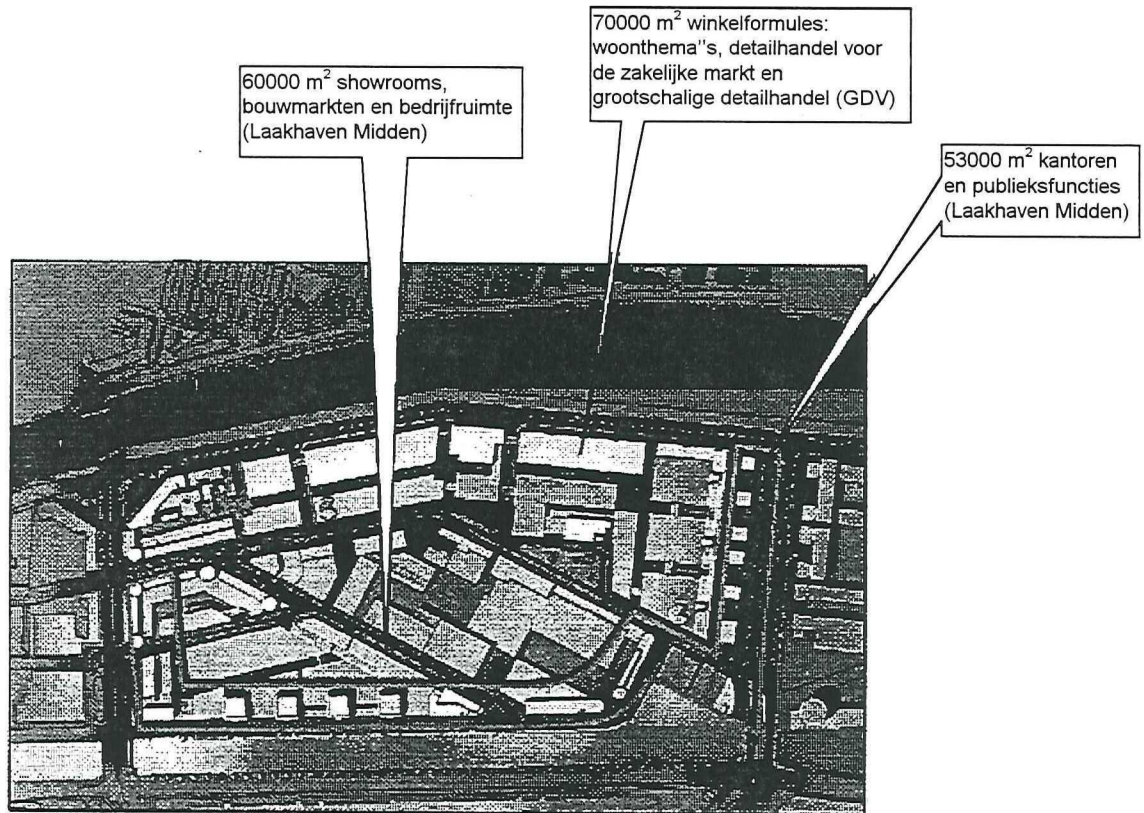 70000 m² winkelformules:
woonthema"s, detailhandel voor
de zakelijke markt en
grootschalige detailhandel (GDV)
60000 m² showrooms,
bouwmarkten en bedrijfruimte
(Laakhaven Midden)
53000 m² kantoren
en publieksfuncties
(Laakhaven Midden)